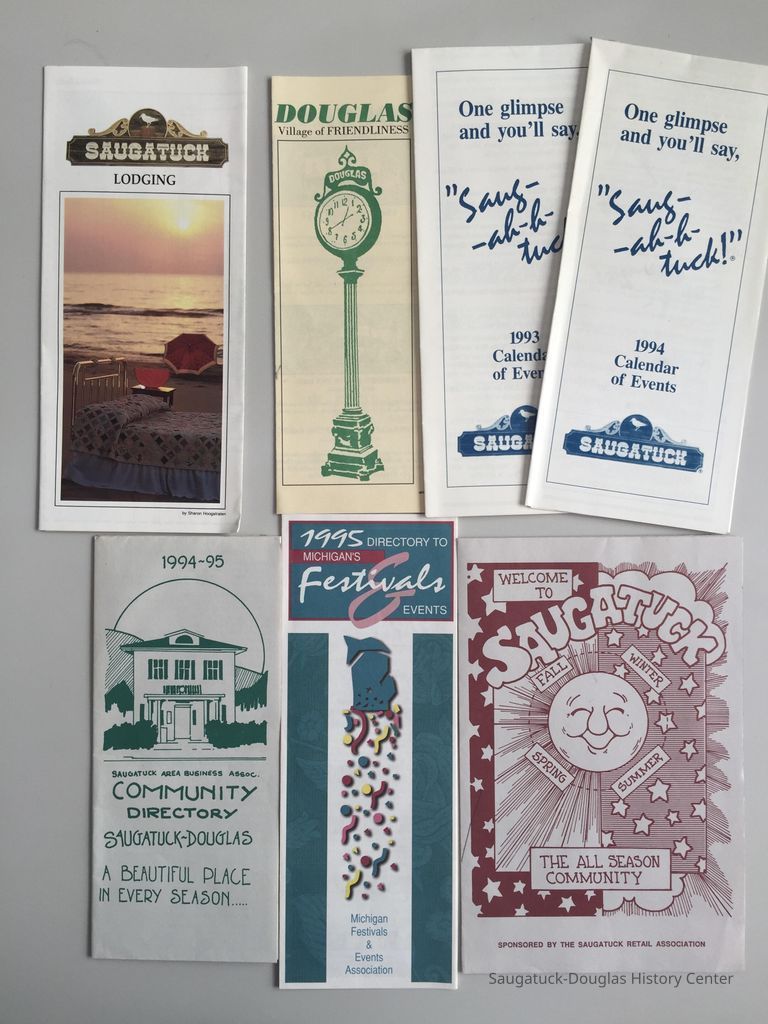 SAUGATUCK
LODGING
by Sharon Hoogstraten
DOUGLAS
Village of FRIENDLINESS
DOUGLAS
One glimpse
and you'll say,
"Saug-
-ah-h-
tuck
1993
Calenda
of Even
SAUGA
One glimpse
and you'll say,
"Saug-
-ah-h-
tuck!"®
1994
Calendar
of Events
SAUGATUCK
1994~95
SAUGATUCK AREA BUSINESS ASSOC.
COMMUNITY
DIRECTORY
SAUGATUCK-DOUGLAS
A BEAUTIFUL PLACE
IN EVERY SEASON.....
1995 DIRECTORY TO
MICHIGAN'S
Festivals
&
EVENTS
Michigan
Festivals
&
Events
Association
WELCOME
TO
SAUGATUCK
FALL
WINTER
SPRING
SUMMER
THE ALL SEASON
COMMUNITY
SPONSORED BY THE SAUGATUCK RETAIL ASSOCIATION
Saugatuck-Douglas History Center